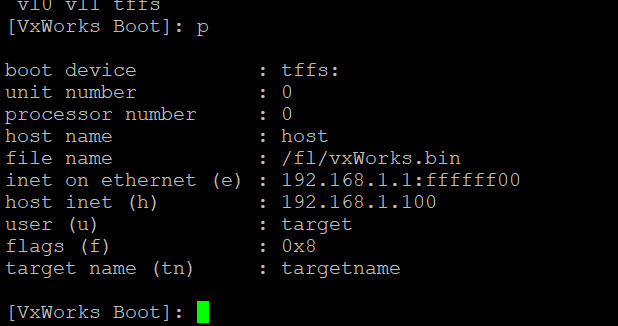 vl0 vl1 tffs
[VxWorks Boot]: p
boot device : tffs:
unit number : 0
processor number : 0
host name : host
file name : /fl/vxWorks.bin
inet on ethernet (e) : 192.168.1.1:ffffff00
host inet (h) : 192.168.1.100
user (u) : target
flags (f) : 0x8
target name (tn) : targetname
[VxWorks Boot]: